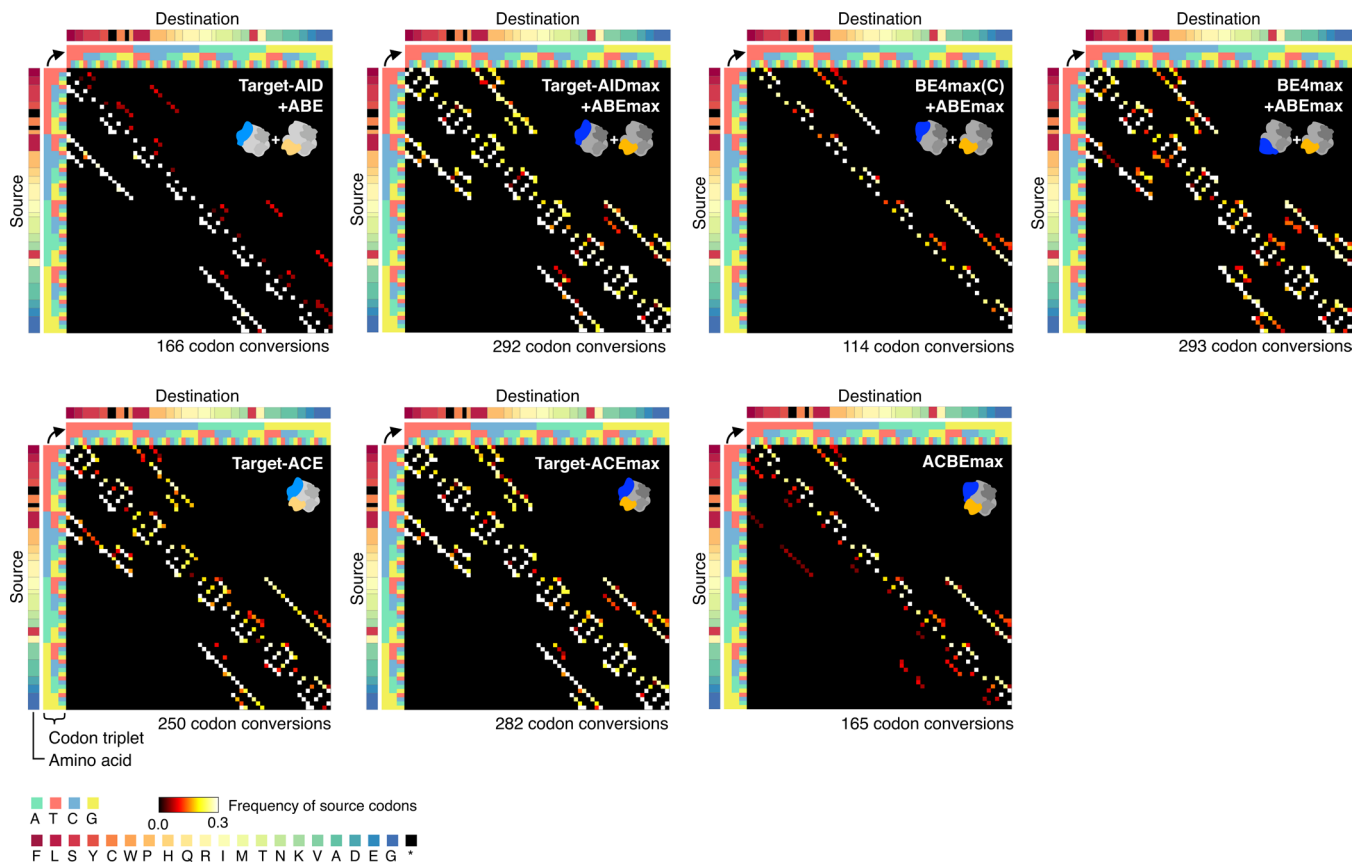 Destination
Source
Target-AID
+ABE
+
166 codon conversions
Destination
Target-AIDmax
+ABEmax
+
292 codon conversions
Destination
Source
BE4max(C)
+ABEmax
+
114 codon conversions
Destination
Source
BE4max
+ABEmax
+
293 codon conversions
Destination
Source
Target-ACE
250 codon conversions
Destination
Target-ACEmax
282 codon conversions
Destination
Source
ACBEmax
165 codon conversions
Codon triplet
Amino acid
A T C G
0.0 0.3 Frequency of source codons
F L S Y C W P H Q R I M T N K V A D E G *